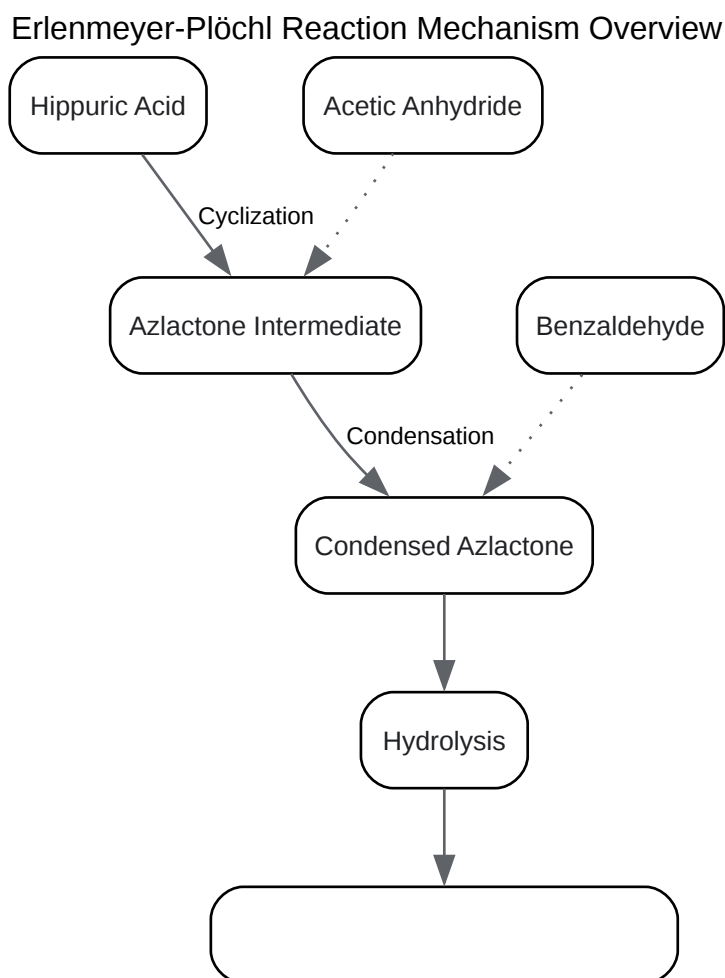 Erlenmeyer-Plöchl Reaction Mechanism Overview
Hippuric Acid
Acetic Anhydride
Cyclization
Azlactone Intermediate
Benzaldehyde
Condensation
Condensed Azlactone
Hydrolysis